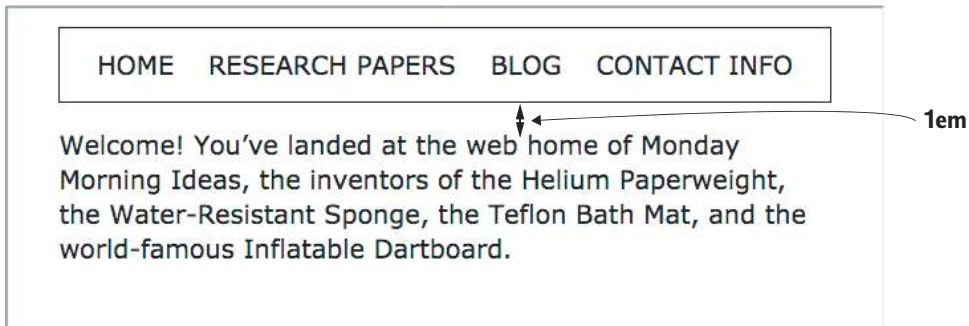 HOME RESEARCH PAPERS BLOG CONTACT INFO
1em
Welcome! You’ve landed at the web home of Monday
Morning Ideas, the inventors of the Helium Paperweight,
the Water-Resistant Sponge, the Teflon Bath Mat, and the
world-famous Inflatable Dartboard.